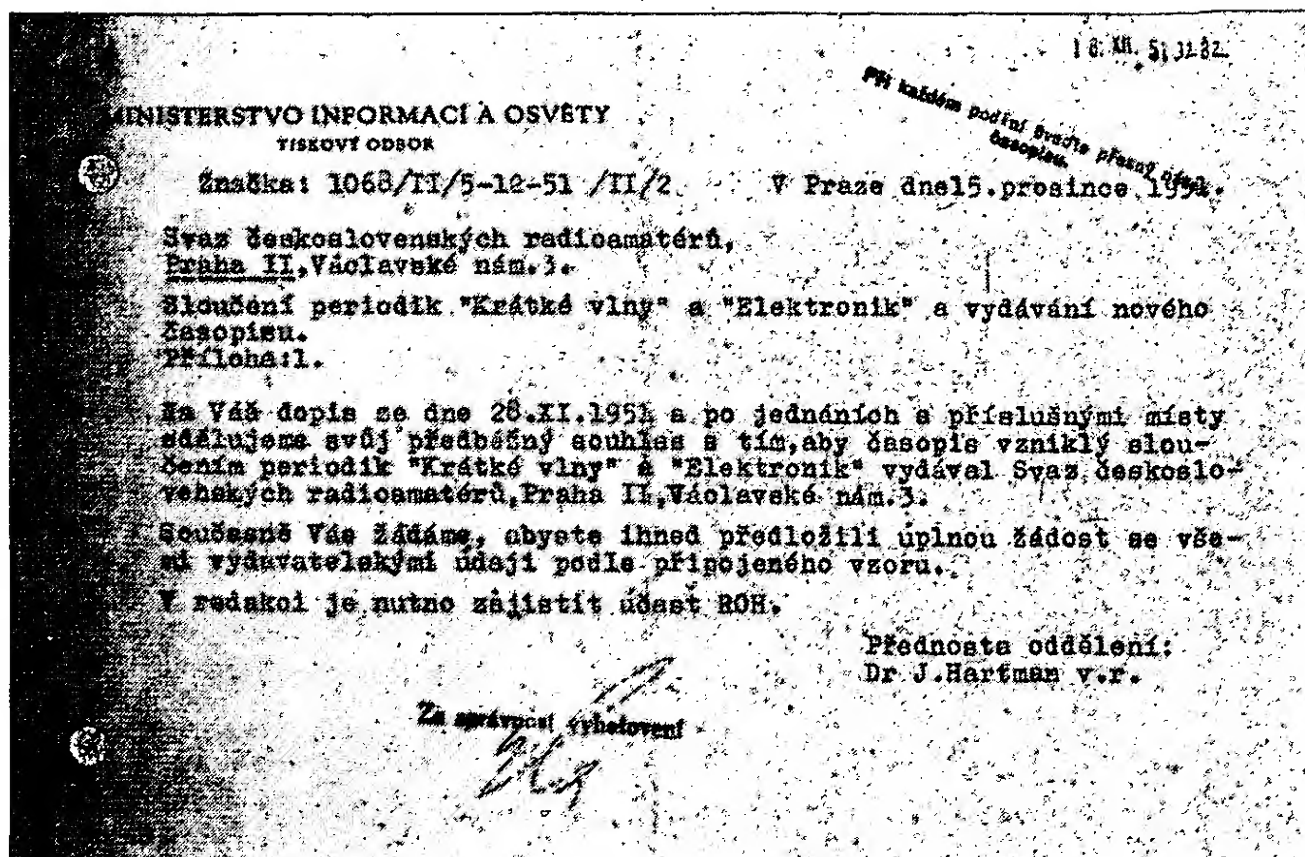 18. XII. 51
Při každém podání uveďte přesný název
časopisu.
MINISTERSTVO INFORMACÍ A OSVĚTY
TISKOVÝ ODBOR
Značka: 1068/II/5-12-51 /II/2. V Praze dne15.prosince 1951.
Svaz československých radioamatérů,
Praha II,Václavské nám.3.
Sloučení periodik "Krátké vlny" a "Elektronik" a vydávání nového
časopisu.
Příloha:1.
Na Váš dopis ze dne 28.XI.1951 a po jednáních s příslušnými místy
sdělujeme svůj předběžný souhlas s tím,aby časopis vzniklý slou-
čením periodik "Krátké vlny" a "Elektronik" vydával Svaz českoslo-
venských radioamatérů,Praha II,Václavské nám.3.
Současně Vás žádáme, abyste ihned předložili úplnou žádost se vše-
mi vydavatelskými údaji podle připojeného vzoru.
V redakci je nutno zajistit účast ROH.
Přednosta oddělení:
Dr J.Hartman v.r.
Za správnost vyhotovení